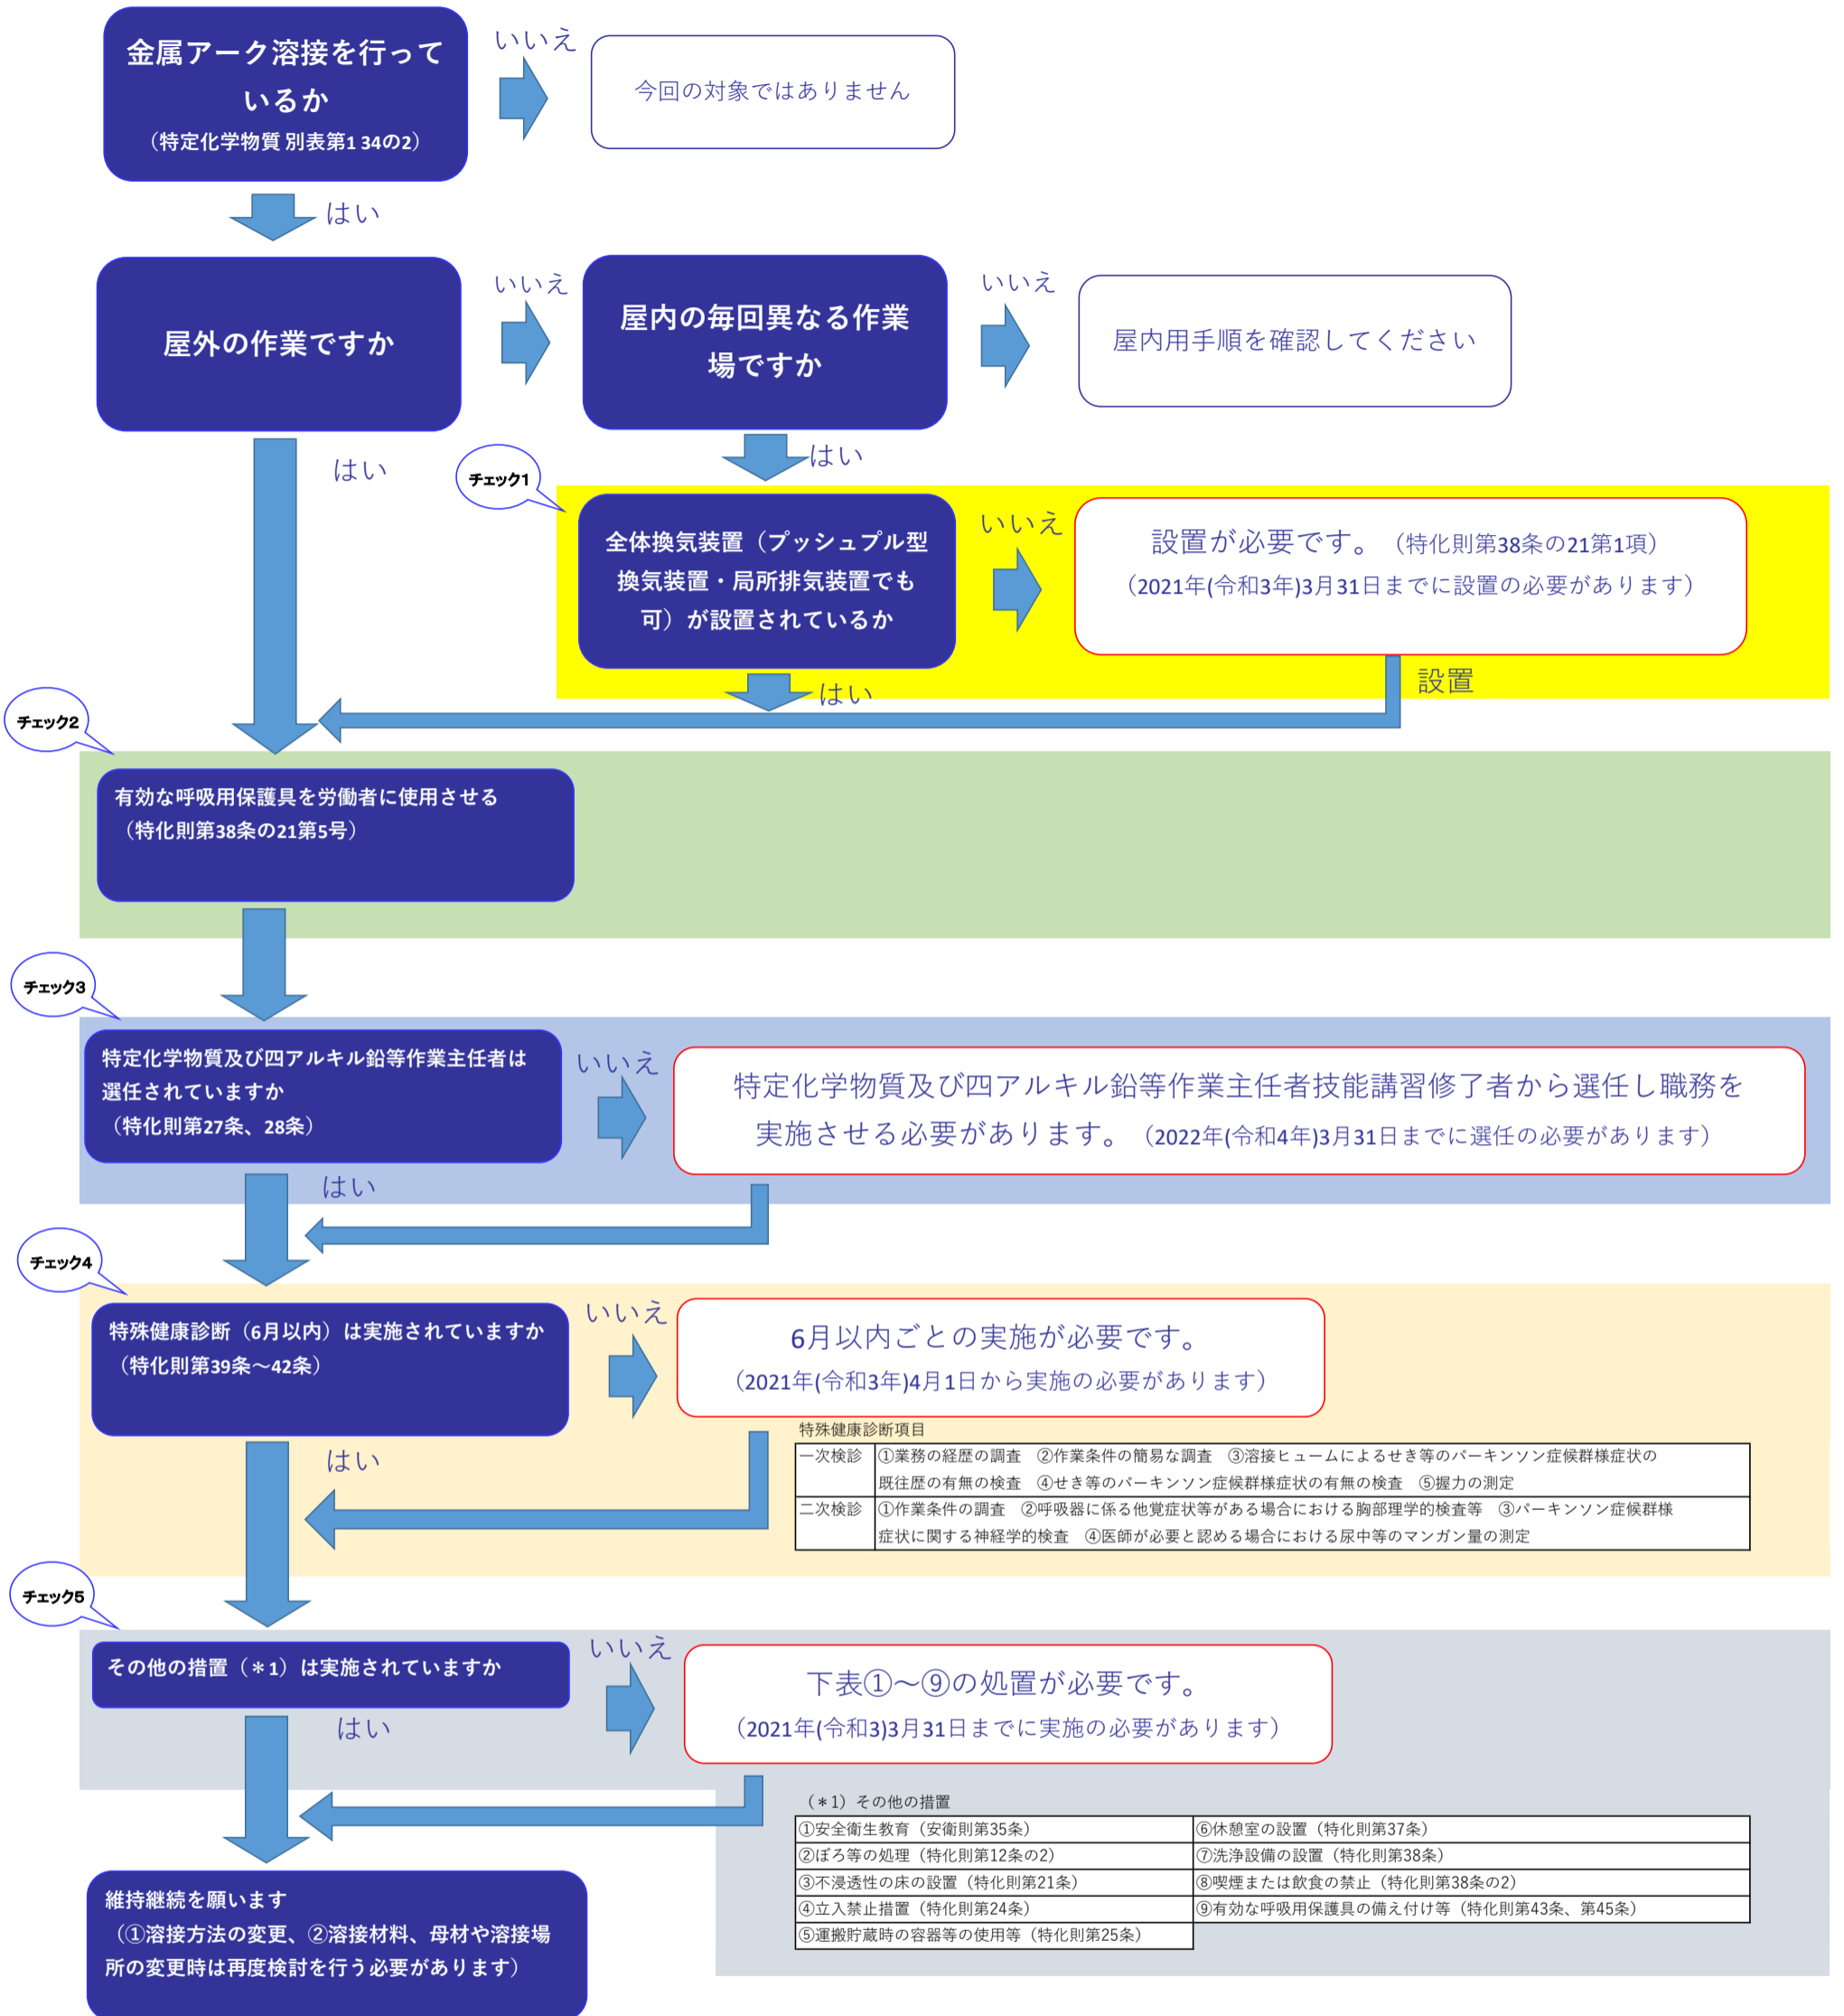 金属アーク溶接を行って
いるか
（特定化学物質 別表第1 34の2）
いいえ
今回の対象ではありません
はい
屋外の作業ですか
いいえ
屋内の毎回異なる作業
場ですか
いいえ
屋内用手順を確認してください
はい
はい
チェック1
全体換気装置（プッシュプル型
換気装置・局所排気装置でも
可）が設置されているか
いいえ
設置が必要です。（特化則第38条の21第1項）
（2021年(令和3年)3月31日までに設置の必要があります）
はい
設置
チェック2
有効な呼吸用保護具を労働者に使用させる
（特化則第38条の21第5号）
チェック3
特定化学物質及び四アルキル鉛等作業主任者は
選任されていますか
（特化則第27条、28条）
いいえ
特定化学物質及び四アルキル鉛等作業主任者技能講習修了者から選任し職務を
実施させる必要があります。（2022年(令和4年)3月31日までに選任の必要があります）
はい
チェック4
特殊健康診断（6月以内）は実施されていますか
（特化則第39条～42条）
いいえ
6月以内ごとの実施が必要です。
（2021年(令和3年)4月1日から実施の必要があります）
はい
特殊健康診断項目
一次検診 ①業務の経歴の調査　②作業条件の簡易な調査　③溶接ヒュームによるせき等のパーキンソン症候群様症状の
既往歴の有無の検査　④せき等のパーキンソン症候群様症状の有無の検査　⑤握力の測定
二次検診 ①作業条件の調査　②呼吸器に係る他覚症状等がある場合における胸部理学的検査等　③パーキンソン症候群様
症状に関する神経学的検査　④医師が必要と認める場合における尿中等のマンガン量の測定
チェック5
その他の措置（＊1）は実施されていますか
いいえ
下表①～⑨の処置が必要です。
（2021年(令和3)3月31日までに実施の必要があります）
はい
（＊1）その他の措置
①安全衛生教育（安衛則第35条）
⑥休憩室の設置（特化則第37条）
②ぼろ等の処理（特化則第12条の2）
⑦洗浄設備の設置（特化則第38条）
③不浸透性の床の設置（特化則第21条）
⑧喫煙または飲食の禁止（特化則第38条の2）
④立入禁止措置（特化則第24条）
⑨有効な呼吸用保護具の備え付け等（特化則第43条、第45条）
⑤運搬貯蔵時の容器等の使用等（特化則第25条）
維持継続を願います
（①溶接方法の変更、②溶接材料、母材や溶接場
所の変更時は再度検討を行う必要があります）